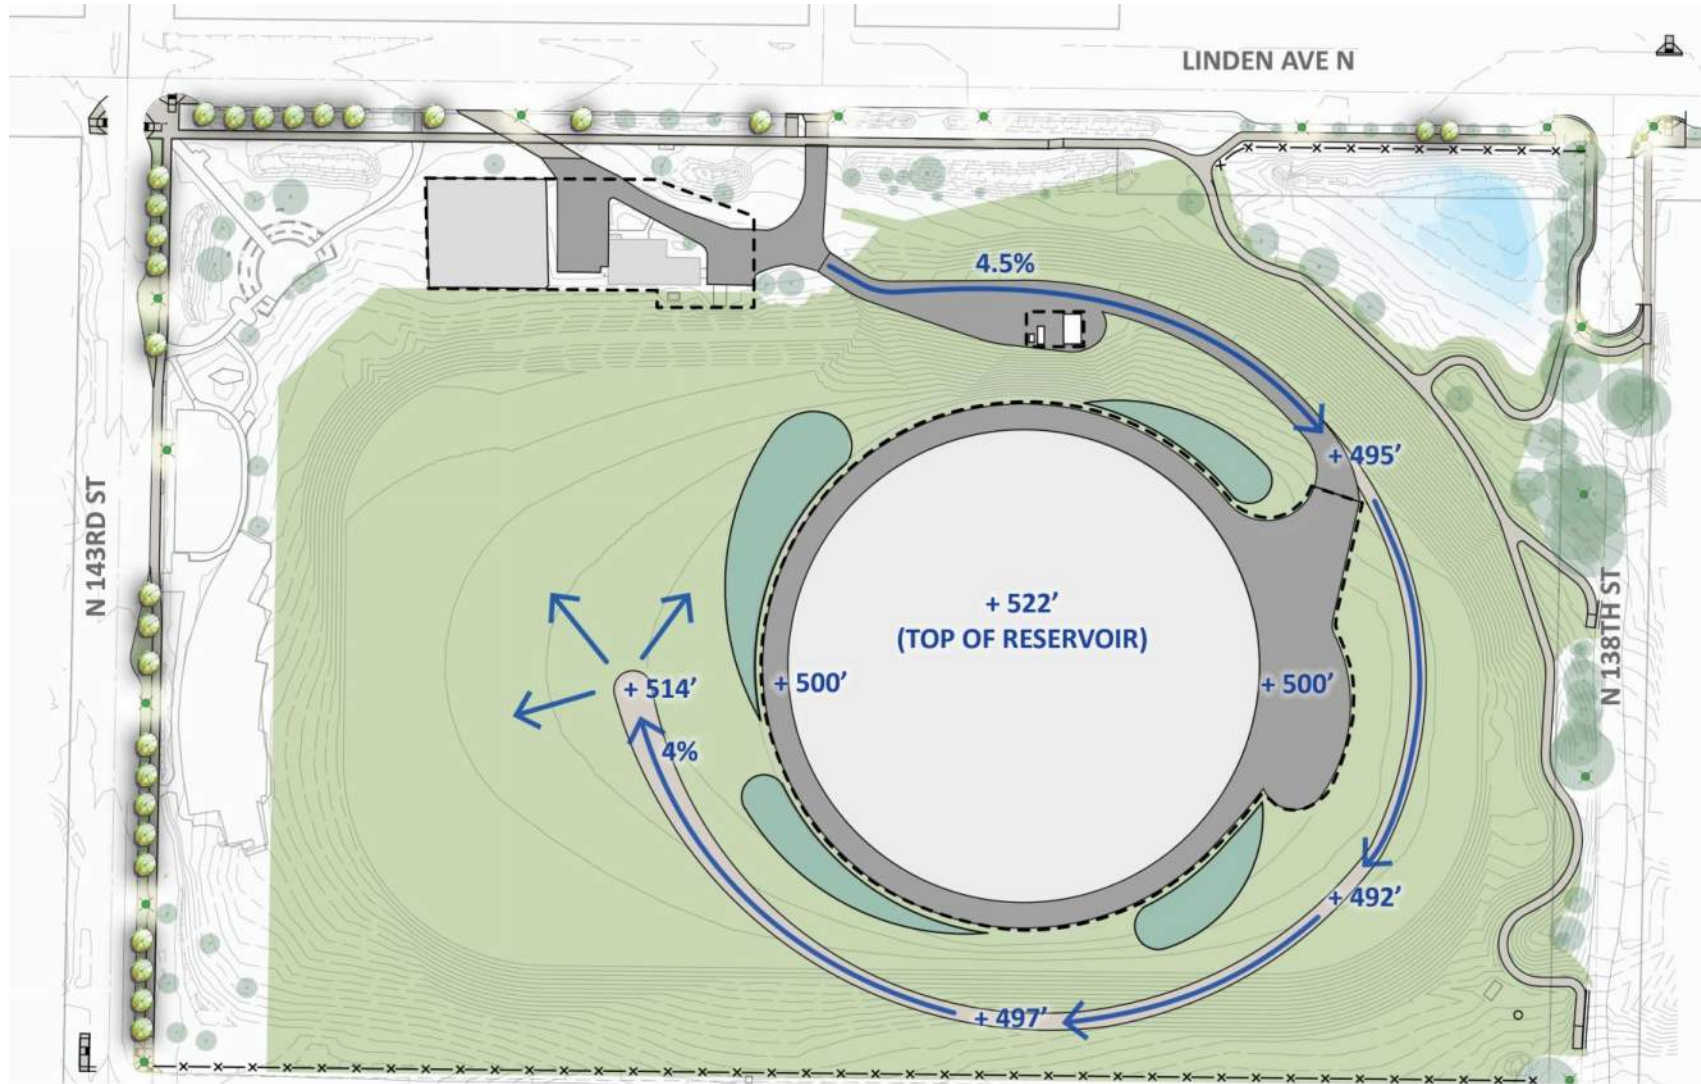 LINDEN AVE N
4.5%
+ 495’
N 143RD ST
N 138TH ST
+ 522’
(TOP OF RESERVOIR)
+ 514’
+ 500’
+ 500’
4%
+ 492’
+ 497’